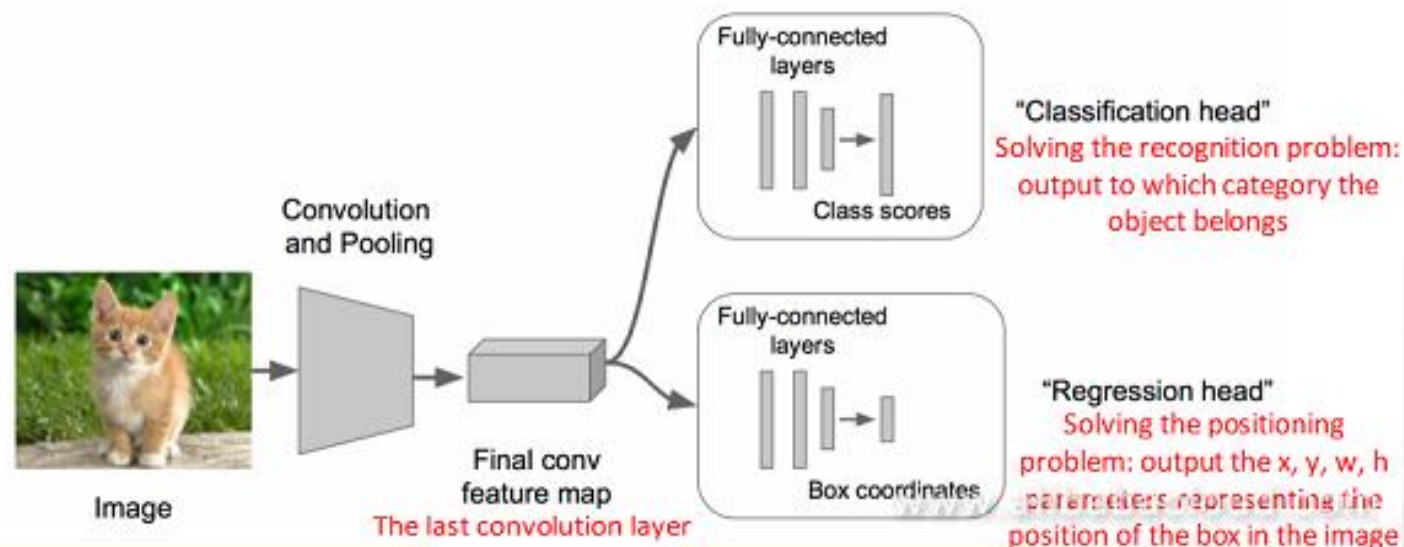 Fully-connected
layers
Class scores
"Classification head"
Solving the recognition problem:
output to which category the
object belongs
Convolution
and Pooling
Image
Final conv
feature map
The last convolution layer
Fully-connected
layers
Box coordinates
"Regression head"
Solving the positioning
problem: output the x, y, w, h
parameters representing the
position of the box in the image